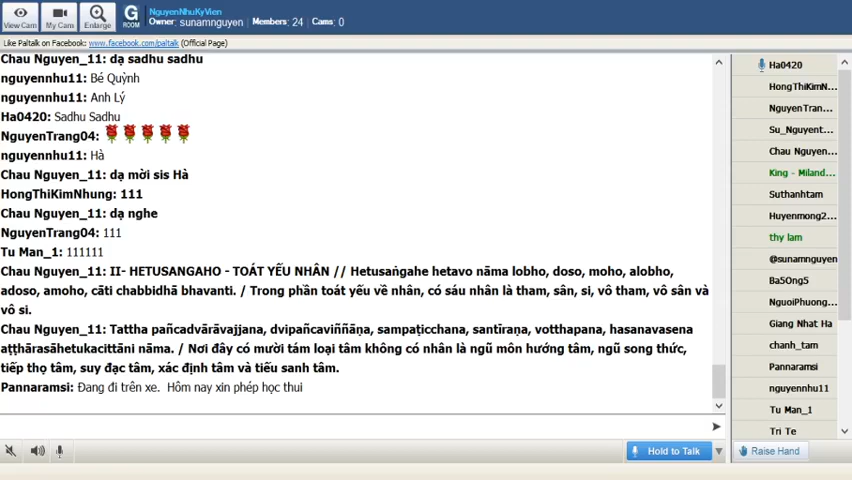 View Cam
My Cam
Enlarge
G
ROOM
NguyenNhuKyVien
Owner: sunamnguyen Members: 24 Cams: 0
Like Paltalk on Facebook: www.facebook.com/paltalk (Official Page)
Chau Nguyen_11: dạ sadhu sadhu
nguyennhu11: Bé Quỳnh
nguyennhu11: Anh Lý
Ha0420: Sadhu Sadhu
NguyenTrang04:
nguyennhu11: Hà
Chau Nguyen_11: dạ mời sis Hà
HongThiKimNhung: 111
Chau Nguyen_11: dạ nghe
NguyenTrang04: 111
Tu Man_1: 111111
Chau Nguyen_11: II- HETUSANGAHO - TOÁT YẾU NHÂN // Hetusaṅgahe hetavo nāma lobho, doso, moho, alobho,
adoso, amoho, cāti chabbidhā bhavanti. / Trong phần toát yếu về nhân, có sáu nhân là tham, sân, si, vô tham, vô sân và
vô si.
Chau Nguyen_11: Tattha pañcadvārāvajjana, dvipañcaviññāṇa, sampaṭicchana, santīraṇa, votthapana, hasanavasena
aṭṭhārasāhetukacittāni nāma. / Nơi đây có mười tám loại tâm không có nhân là ngũ môn hướng tâm, ngũ song thức,
tiếp thọ tâm, suy đạc tâm, xác định tâm và tiếu sanh tâm.
Pannaramsi: Đang đi trên xe. Hôm nay xin phép học thui
Hold to Talk
Ha0420
HongThiKimN...
NguyenTran...
Su_Nguyent...
Chau Nguyen...
King - Miland...
Suthanhtam
Huyenmong2...
thy lam
@sunamnguyen
Ba5Ong5
NguoiPhuong...
Giang Nhat Ha
chanh_tam
Pannaramsi
nguyennhu11
Tu Man_1
Tri Te
Raise Hand